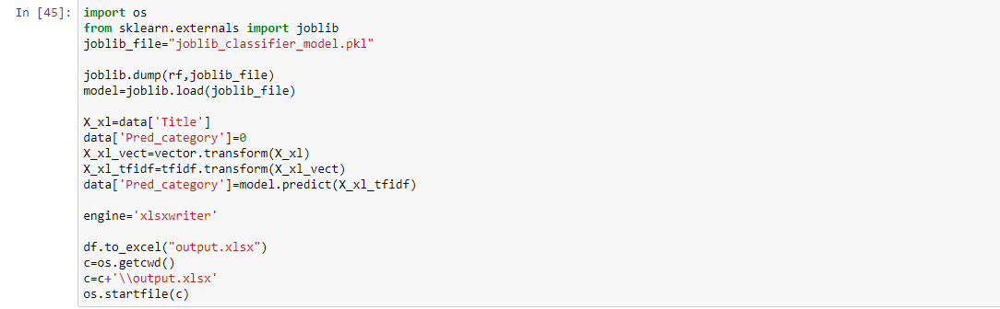 In [45]: import os
from sklearn.externals import joblib
joblib_file="joblib_classifier_model.pkl"
joblib.dump(rf,joblib_file)
model=joblib.load(joblib_file)
X_xl=data['Title']
data['Pred_category']=0
X_xl_vect=vector.transform(X_xl)
X_xl_tfidf=tfidf.transform(X_xl_vect)
data['Pred_category']=model.predict(X_xl_tfidf)
engine='xlsxwriter'
df.to_excel("output.xlsx")
c=os.getcwd()
c=c+'\\output.xlsx'
os.startfile(c)